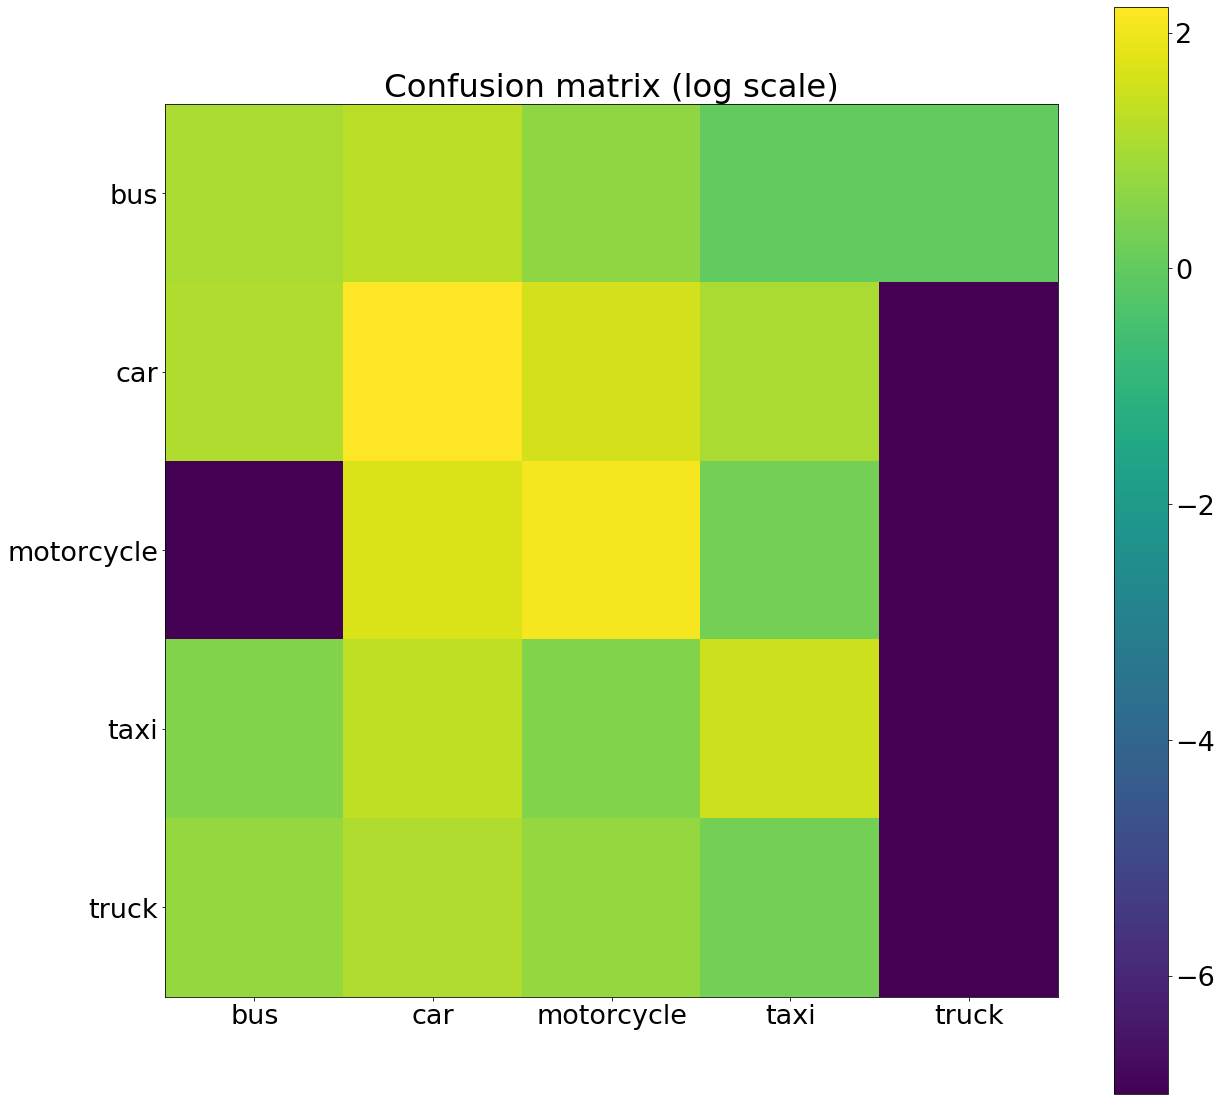 Confusion matrix (log scale)
bus
car
motorcycle
taxi
truck
bus car motorcycle taxi truck
2
0
−2
−4
−6